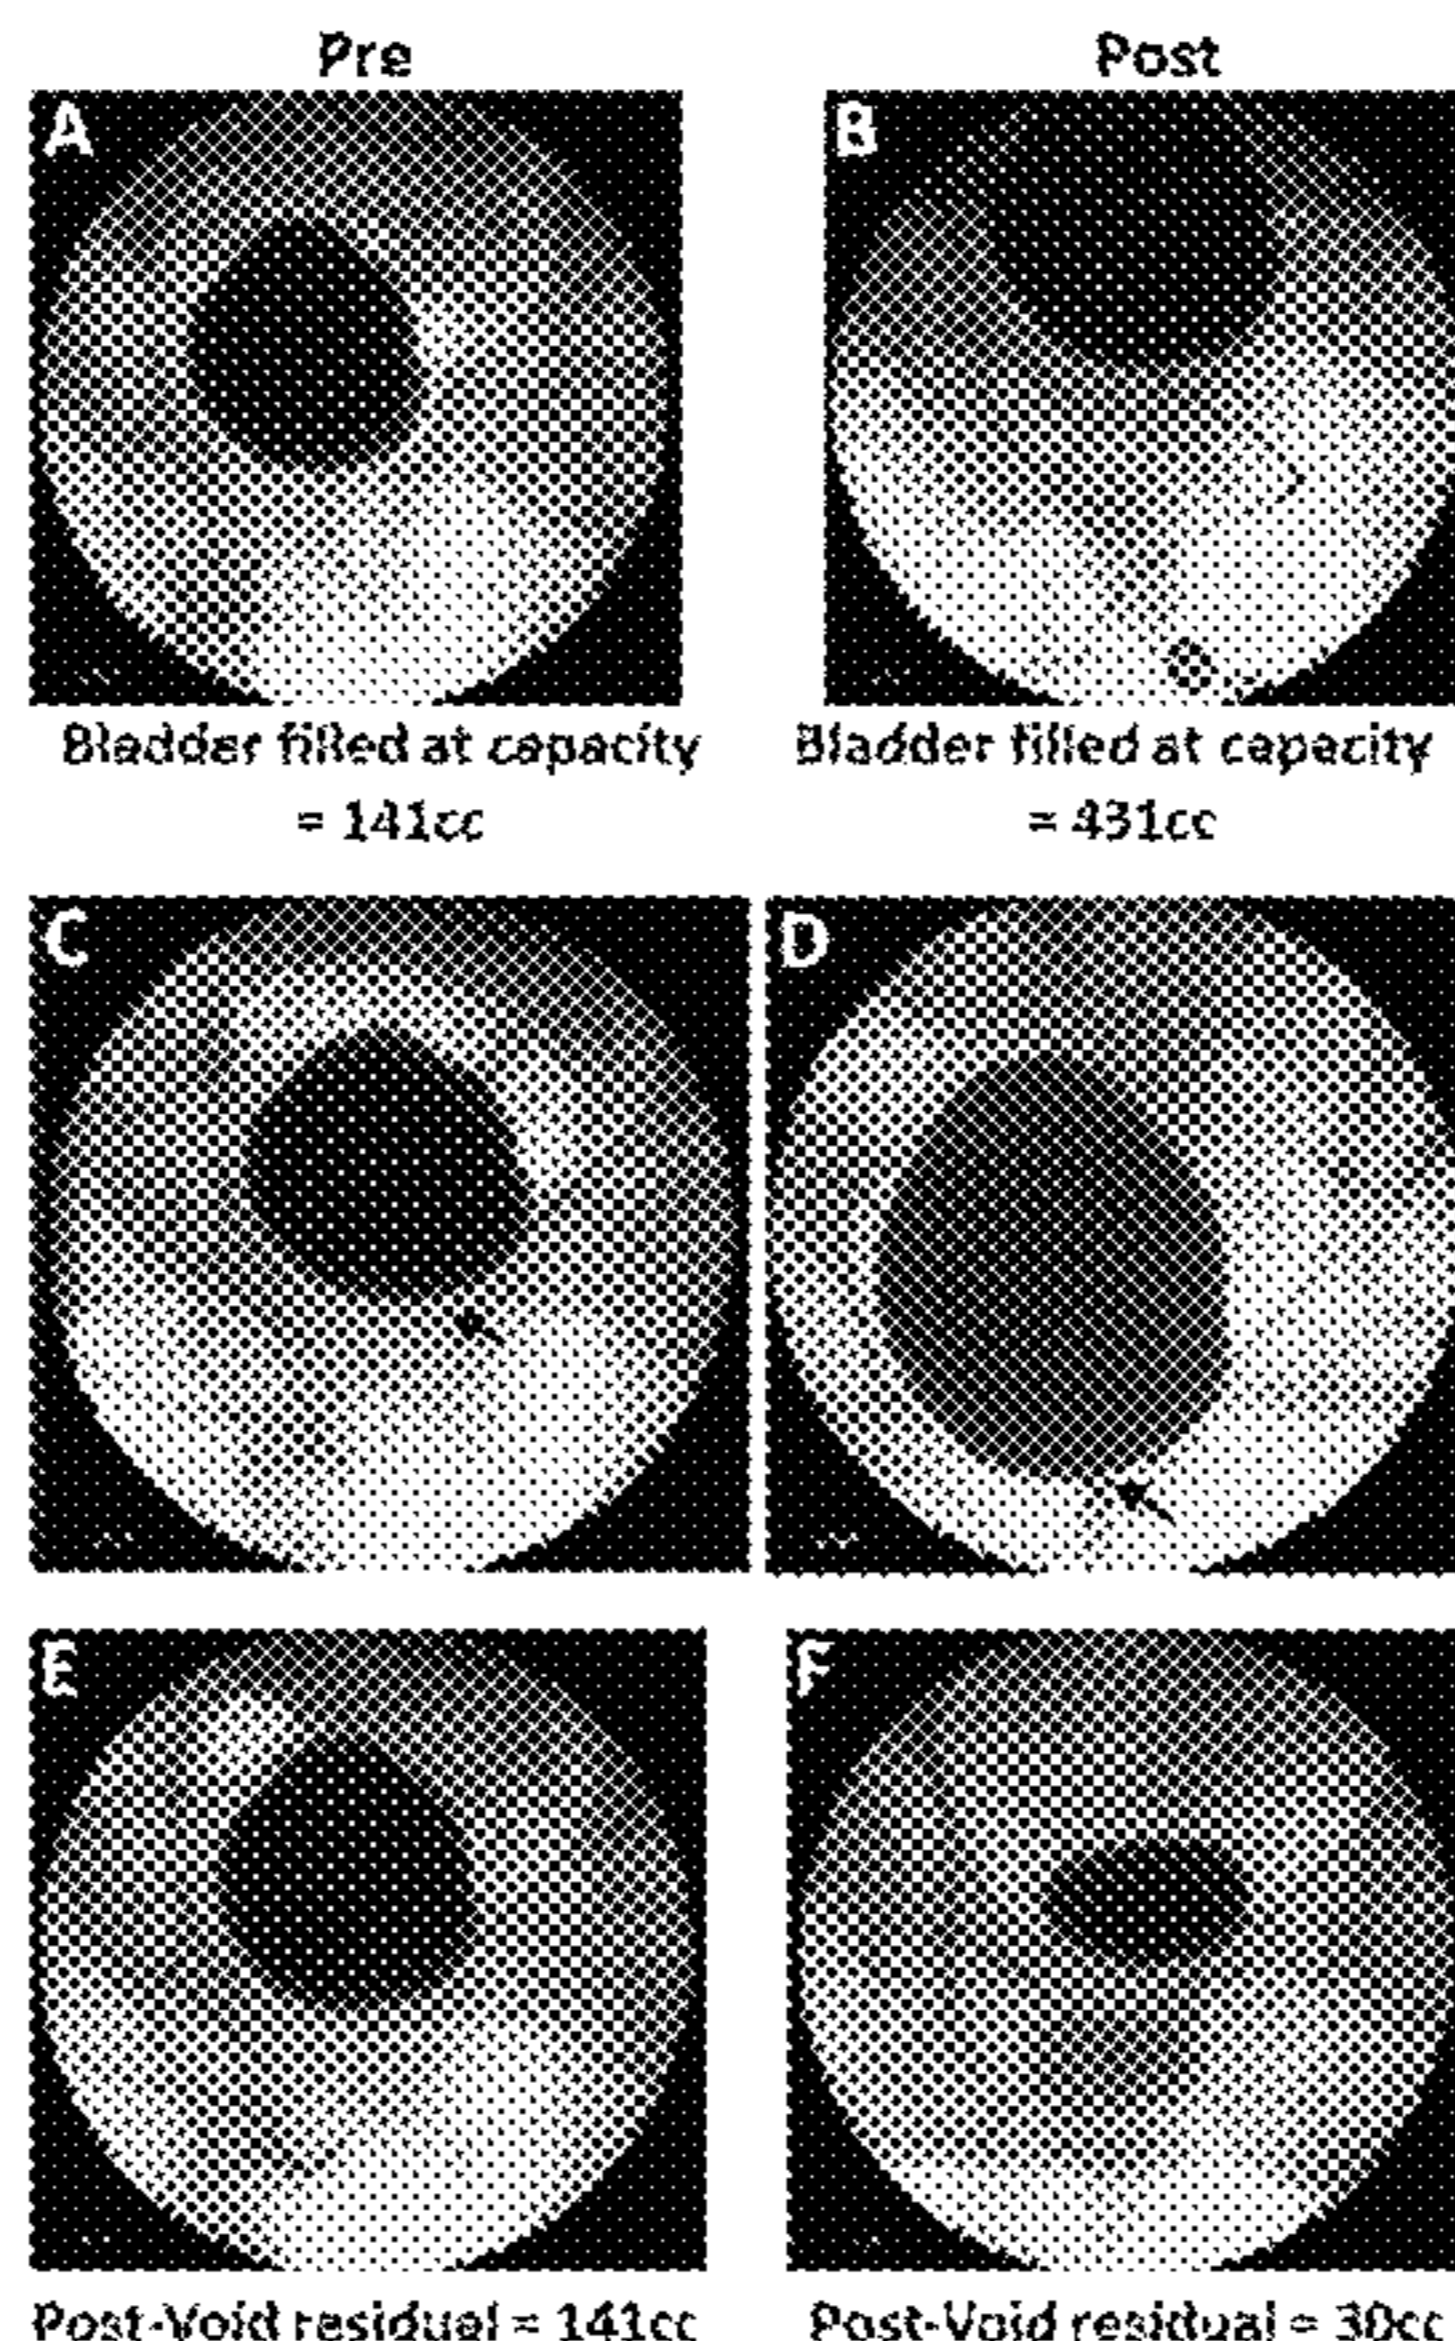 Pre Post
A B
Bladder filled at capacity Bladder filled at capacity
= 141cc = 431cc
C D
E F
Post-Void residual = 141cc Post-Void residual = 30cc